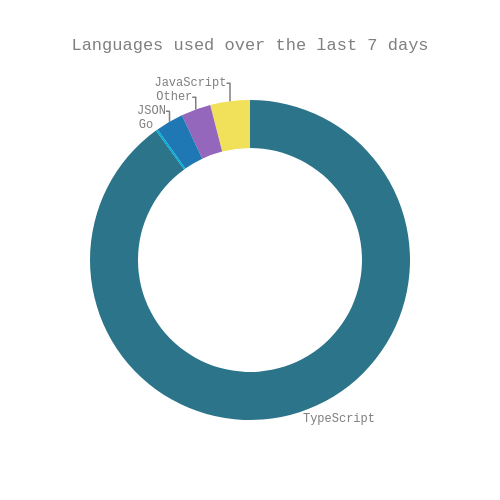 Languages used over the last 7 days
JavaScript
Other
JSON
Go
TypeScript